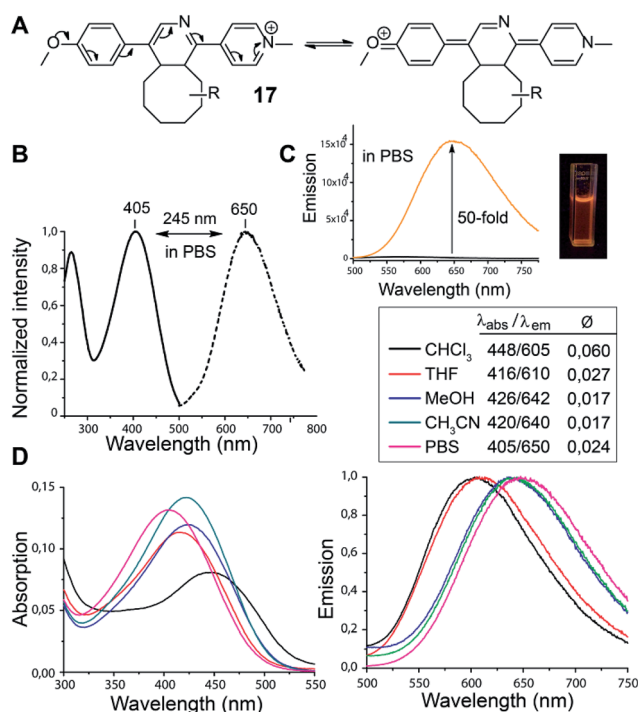 A
O
N
N
⊕
R
17
O
⊕
N
N
R
B
405
245 nm
650
in PBS
Normalized intensity
1,0
0,8
0,6
0,4
0,2
0,0
300 400 500 600 700 800
Wavelength (nm)
C
in PBS
Emission
15x10⁴
10x10⁴
5x10⁴
0
50-fold
500 550 600 650 700 750
Wavelength (nm)
λabs/λem Ø
CHCl₃ 448/605 0,060
THF 416/610 0,027
MeOH 426/642 0,017
CH₃CN 420/640 0,017
PBS 405/650 0,024
D
Absorption
0,15
0,10
0,05
0,00
300 350 400 450 500 550
Wavelength (nm)
Emission
1,0
0,8
0,6
0,4
0,2
0,0
500 550 600 650 700 750
Wavelength (nm)